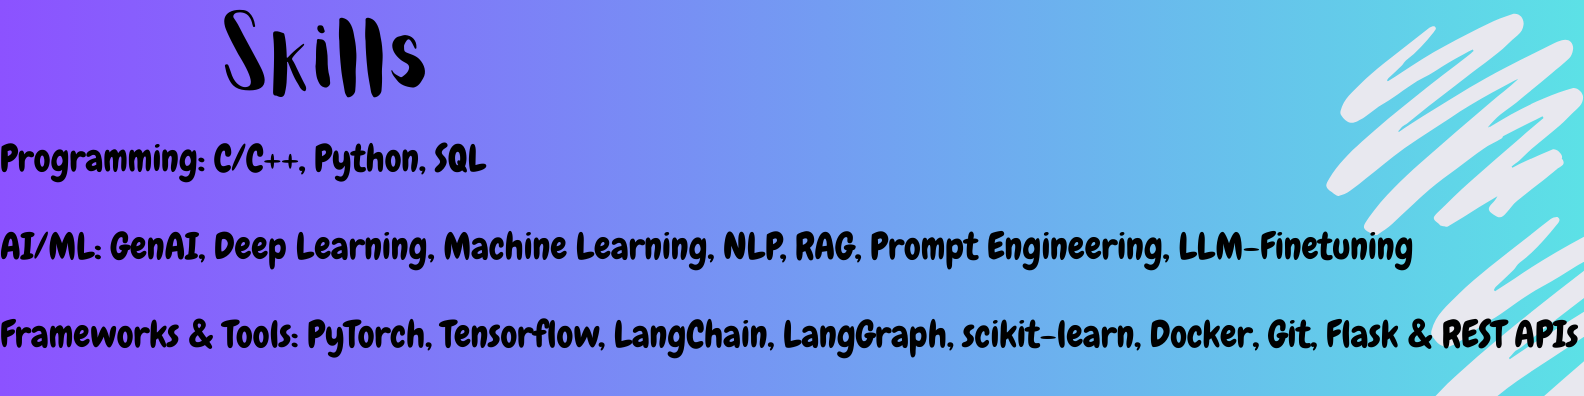 Skills
Programming: C/C++, Python, SQL
AI/ML: GenAI, Deep Learning, Machine Learning, NLP, RAG, Prompt Engineering, LLM-Finetuning
Frameworks & Tools: PyTorch, Tensorflow, LangChain, LangGraph, scikit-learn, Docker, Git, Flask & REST APIs